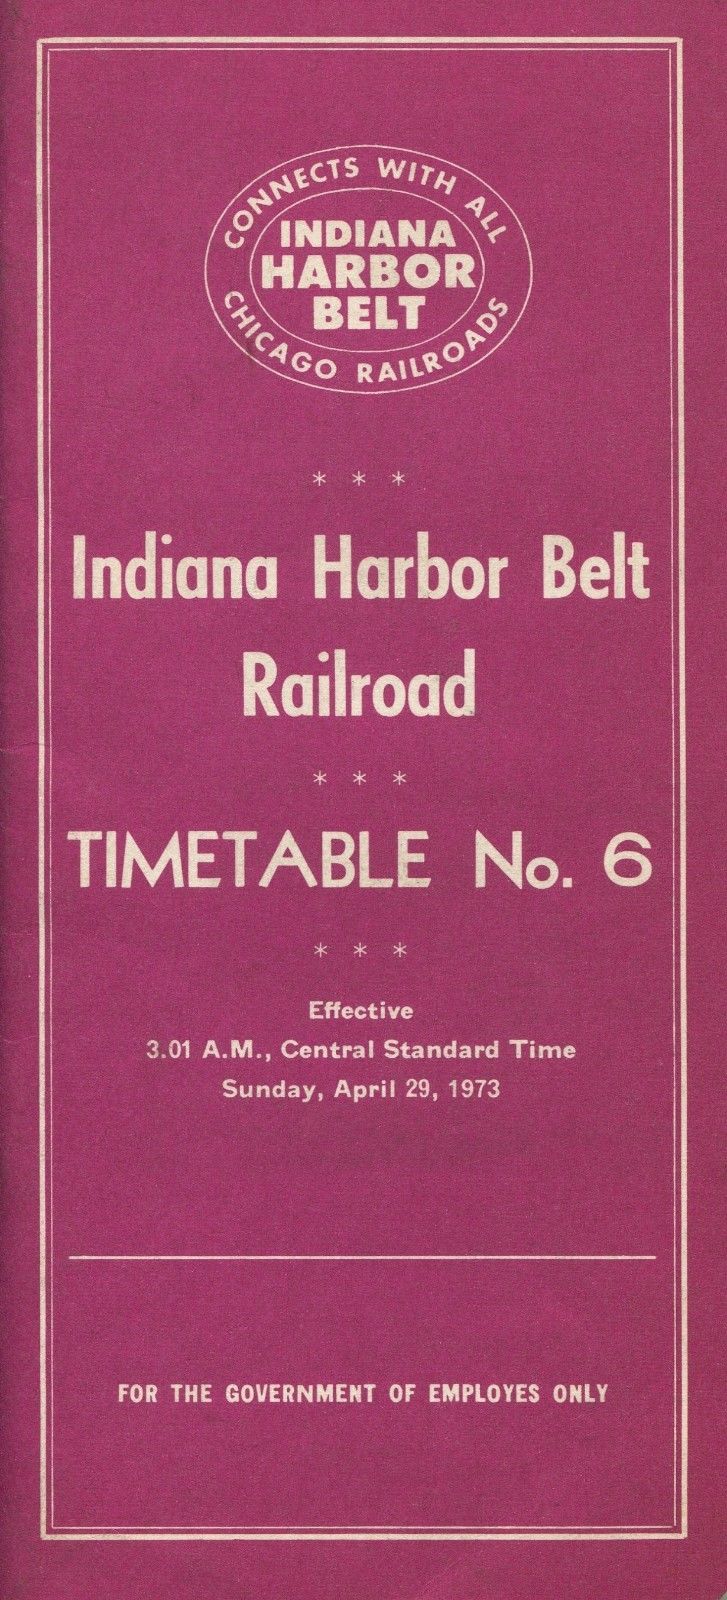 CONNECTS WITH ALL
INDIANA
HARBOR
BELT
CHICAGO RAILROADS
* * *
Indiana Harbor Belt
Railroad
* * *
TIMETABLE No. 6
* * *
Effective
3.01 A.M., Central Standard Time
Sunday, April 29, 1973
FOR THE GOVERNMENT OF EMPLOYES ONLY